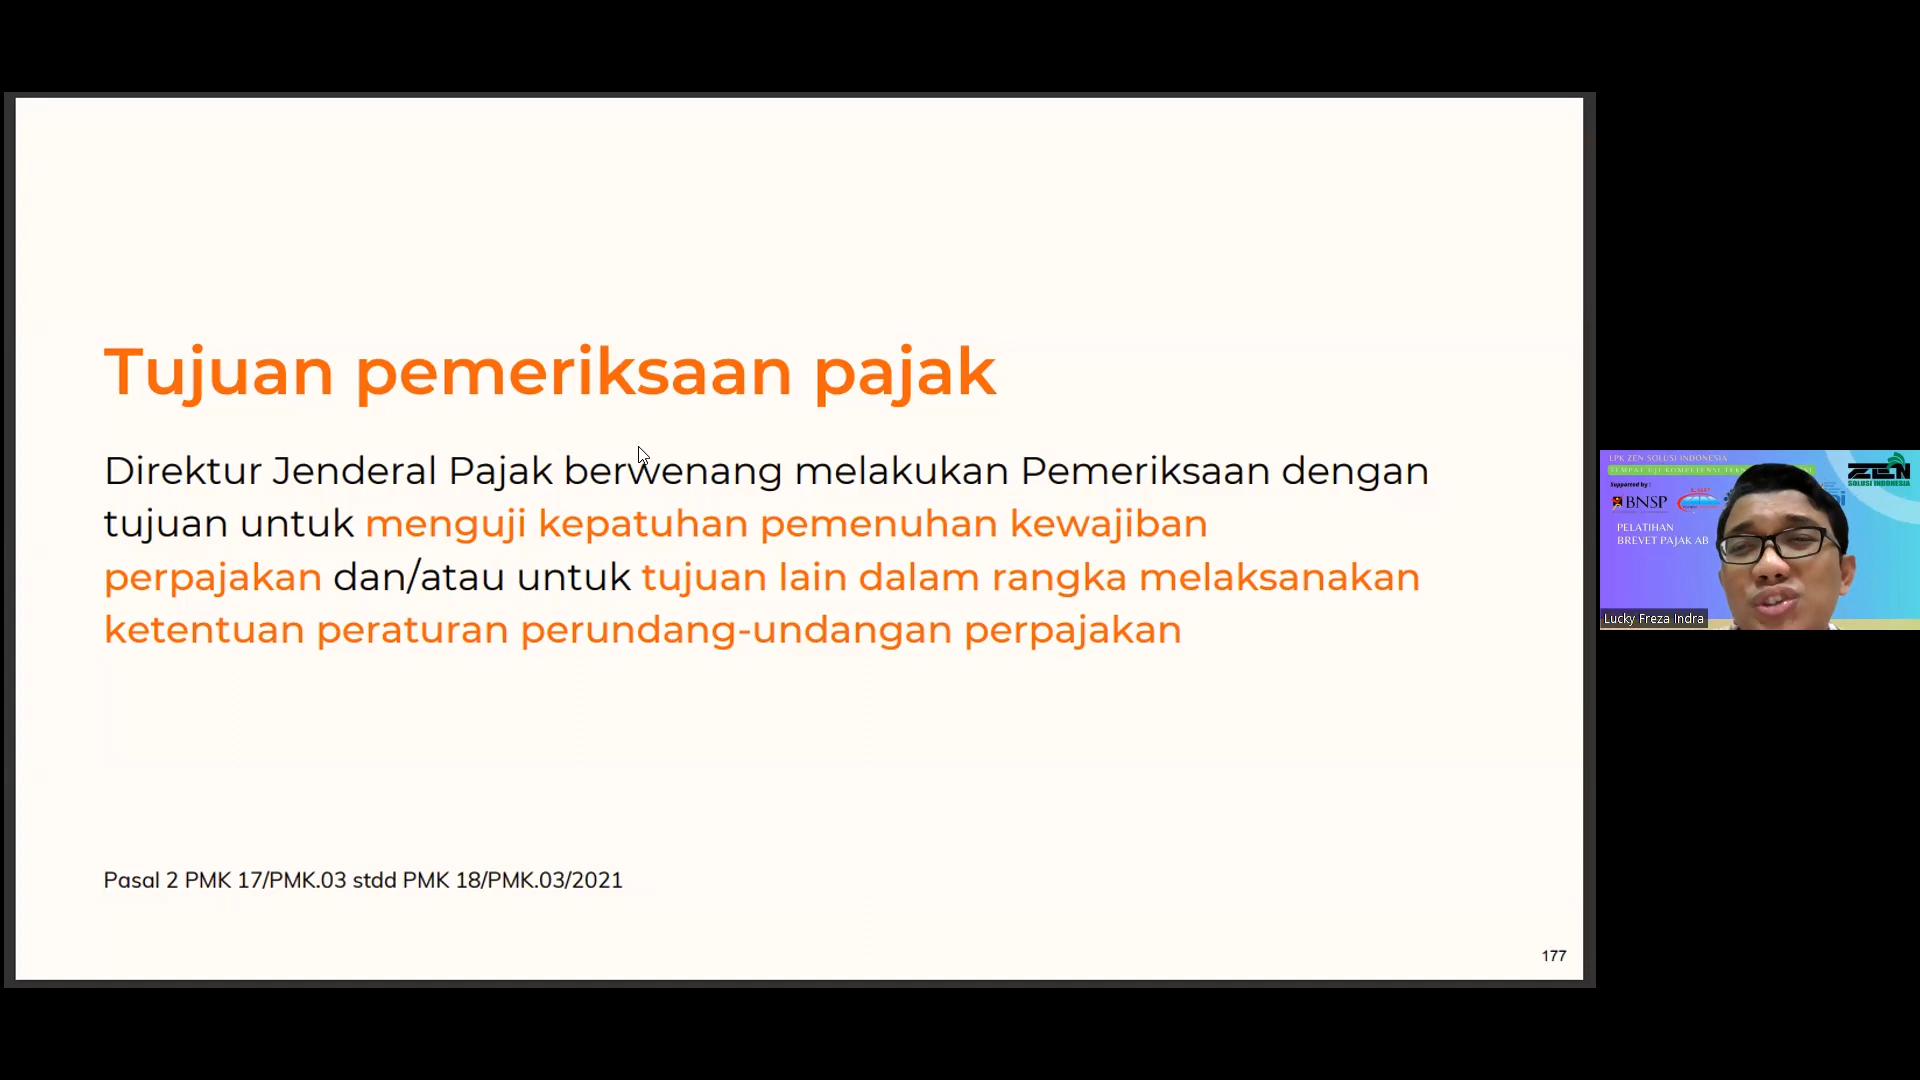 Tujuan pemeriksaan pajak
Direktur Jenderal Pajak berwenang melakukan Pemeriksaan dengan
tujuan untuk menguji kepatuhan pemenuhan kewajiban
perpajakan dan/atau untuk tujuan lain dalam rangka melaksanakan
ketentuan peraturan perundang-undangan perpajakan
Pasal 2 PMK 17/PMK.03 stdd PMK 18/PMK.03/2021
177
LPK ZEN SOLUSI INDONESIA
Supported by :
BNSP
ZEN
SOLUSI INDONESIA
PELATIHAN
BREVET PAJAK AB
Lucky Freza Indra